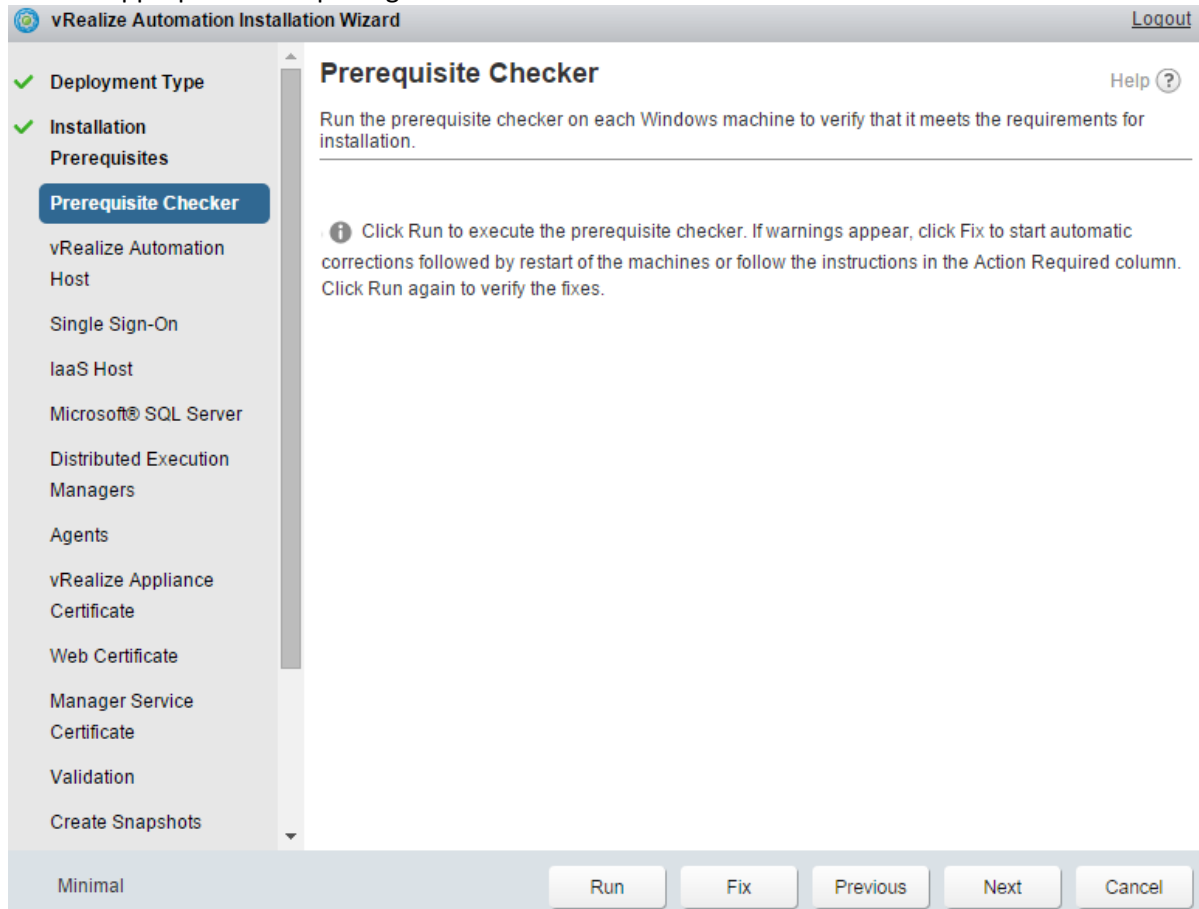 vRealize Automation Installation Wizard
Logout
Deployment Type
Installation
Prerequisites
Prerequisite Checker
vRealize Automation
Host
Single Sign-On
IaaS Host
Microsoft® SQL Server
Distributed Execution
Managers
Agents
vRealize Appliance
Certificate
Web Certificate
Manager Service
Certificate
Validation
Create Snapshots
Prerequisite Checker
Help ?
Run the prerequisite checker on each Windows machine to verify that it meets the requirements for
installation.
Click Run to execute the prerequisite checker. If warnings appear, click Fix to start automatic
corrections followed by restart of the machines or follow the instructions in the Action Required column.
Click Run again to verify the fixes.
Minimal
Run
Fix
Previous
Next
Cancel